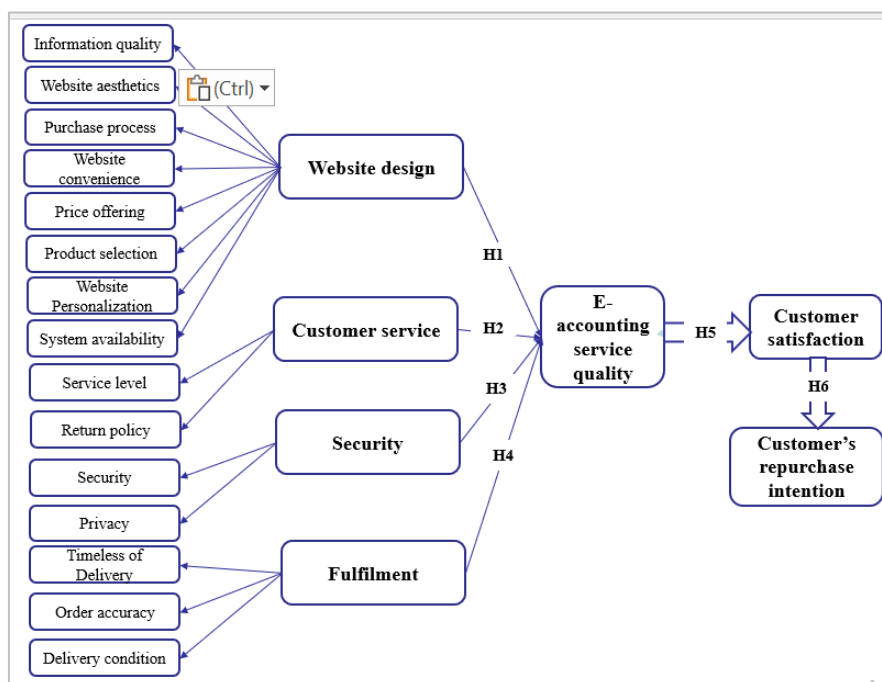 Information quality
Website aesthetics
(Ctrl)
Purchase process
Website
convenience
Price offering
Product selection
Website
Personalization
System availability
Service level
Return policy
Security
Privacy
Timeless of
Delivery
Order accuracy
Delivery condition
Website design
Customer service
Security
Fulfilment
H1
H2
H3
H4
E-
accounting
service
quality
H5
Customer
satisfaction
H6
Customer's
repurchase
intention